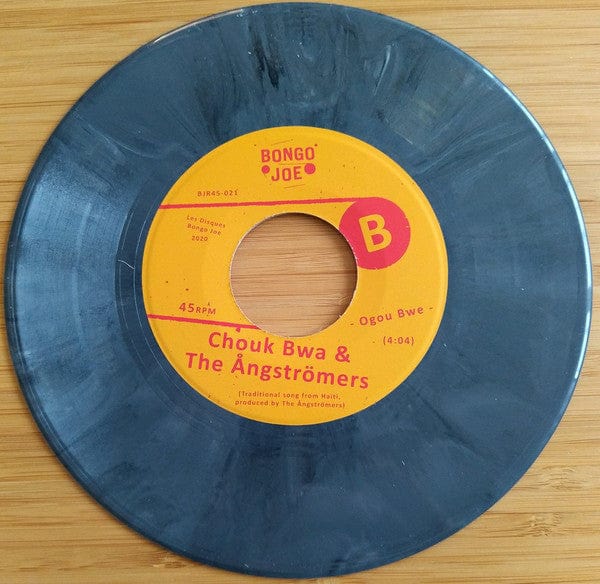 BONGO
JOE
BJR45-021
Les Disques
Bongo Joe
2020
B
45RPM
- Ogou Bwe -
(4:04)
Chouk Bwa &
The Ångströmers
(Traditional song from Haïti,
produced by The Ångströmers)